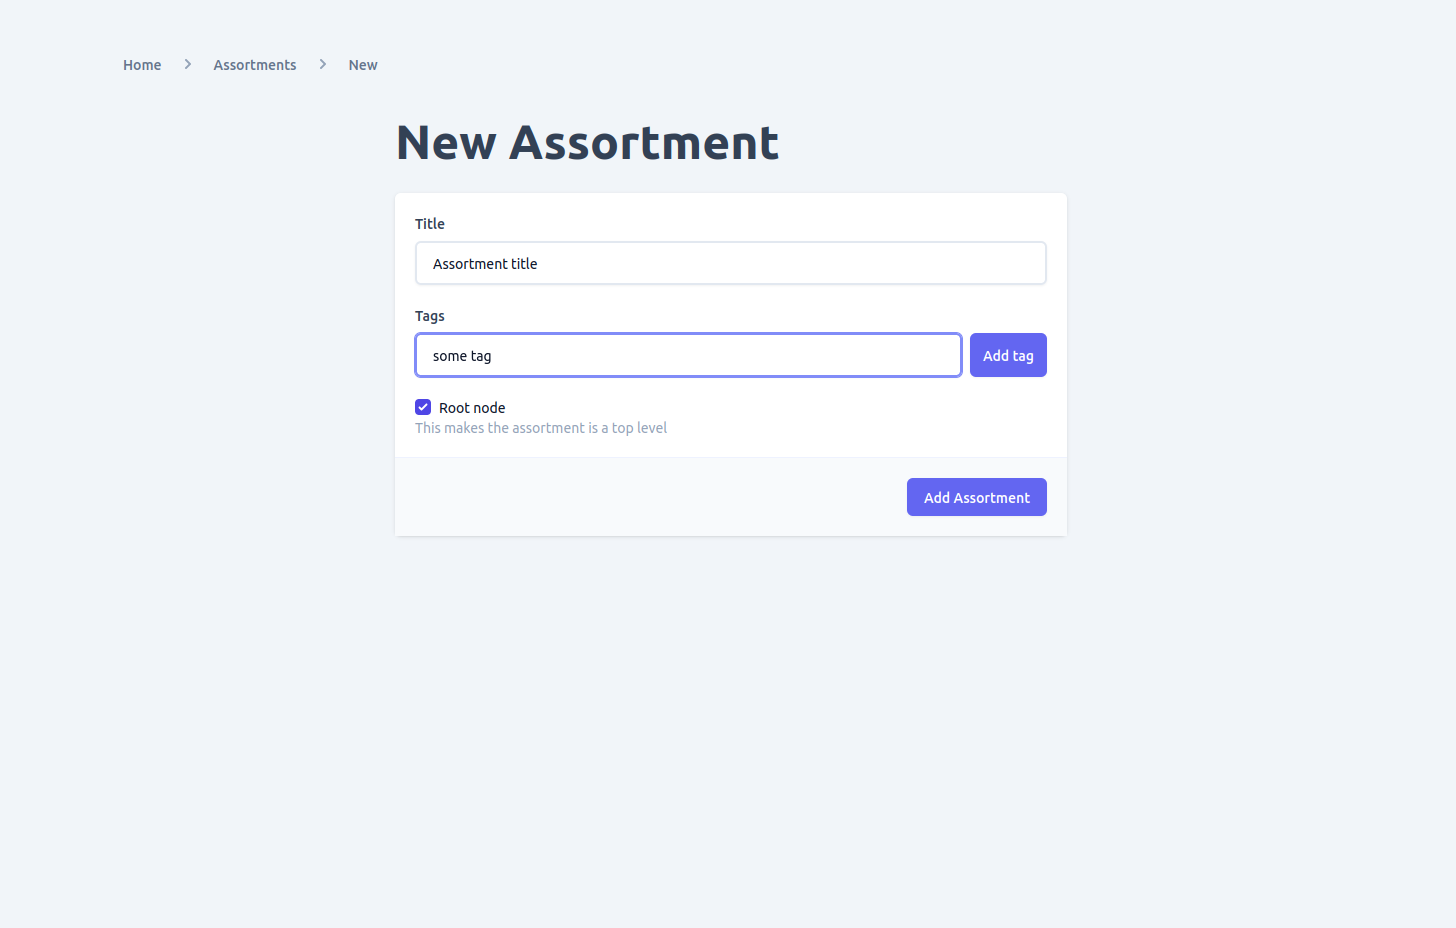 Home Assortments New
New Assortment
Title
Assortment title
Tags
some tag Add tag
Root node
This makes the assortment is a top level
Add Assortment